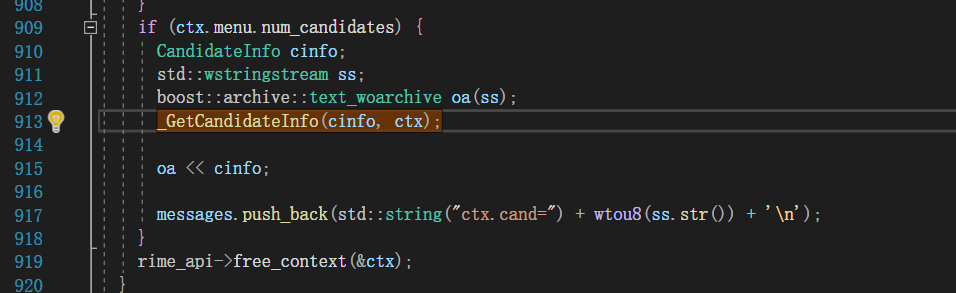 908 }
909 if (ctx.menu.num_candidates) {
910 CandidateInfo cinfo;
911 std::wstringstream ss;
912 boost::archive::text_woarchive oa(ss);
913 _GetCandidateInfo(cinfo, ctx);
914
915 oa << cinfo;
916
917 messages.push_back(std::string("ctx.cand=") + wtou8(ss.str()) + '\n');
918 }
919 rime_api->free_context(&ctx);
920 }